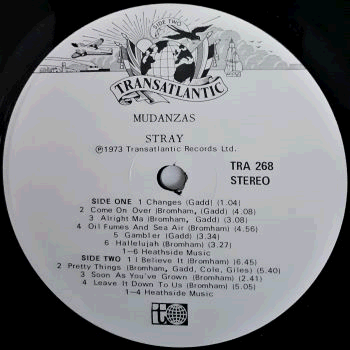 SIDE TWO
TRANSATLANTIC
MUDANZAS
STRAY
Ⓟ1973 Transatlantic Records Ltd.
TRA 268
STEREO
SIDE ONE 1 Changes (Gadd) (1.04)
2 Come On Over (Bromham, (Gadd) (4.08)
3 Alright Ma (Bromham, Gadd) (3.08)
4 Oil Fumes And Sea Air (Bromham) (4.56)
5 Gambler (Gadd) (3.34)
6 Hallelujah (Bromham) (3.27)
1—6 Heathside Music
SIDE TWO 1 I Believe It (Bromham) (6.45)
2 Pretty Things (Bromham, Gadd, Cole, Giles) (5.40)
3 Soon As You've Grown (Bromham) (2.41)
4 Leave It Down To Us (Bromham) (5.05)
1—4 Heathside Music